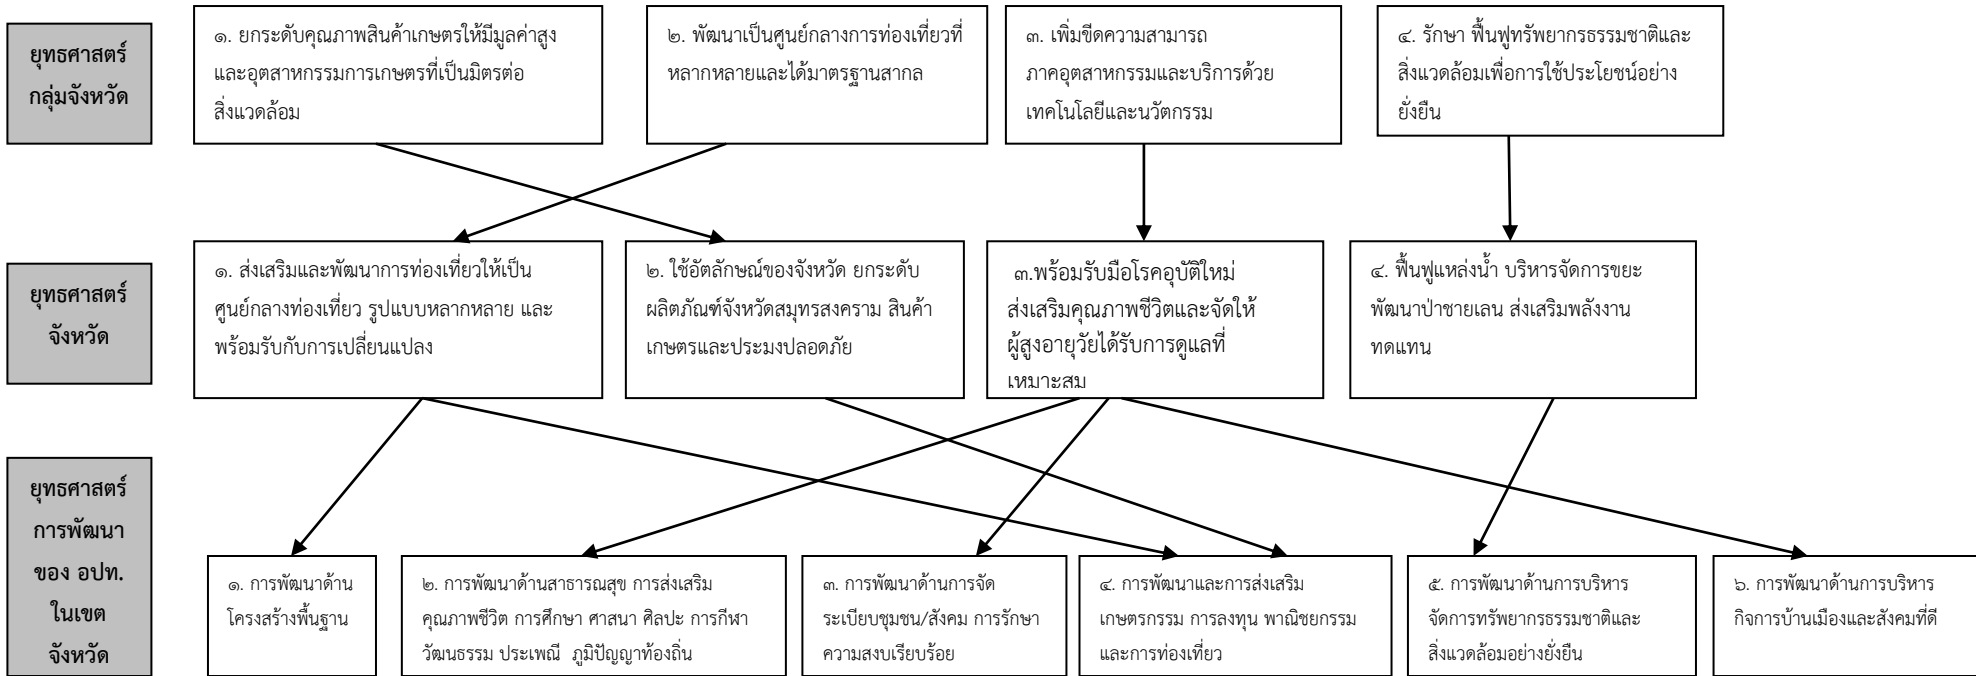 ยุทธศาสตร์
กลุ่มจังหวัด
๑. ยกระดับคุณภาพสินค้าเกษตรให้มีมูลค่าสูง
และอุตสาหกรรมการเกษตรที่เป็นมิตรต่อ
สิ่งแวดล้อม
๒. พัฒนาเป็นศูนย์กลางการท่องเที่ยวที่
หลากหลายและได้มาตรฐานสากล
๓. เพิ่มขีดความสามารถ
ภาคอุตสาหกรรมและบริการด้วย
เทคโนโลยีและนวัตกรรม
๔. รักษา ฟื้นฟูทรัพยากรธรรมชาติและ
สิ่งแวดล้อมเพื่อการใช้ประโยชน์อย่าง
ยั่งยืน
ยุทธศาสตร์
จังหวัด
๑. ส่งเสริมและพัฒนาการท่องเที่ยวให้เป็น
ศูนย์กลางท่องเที่ยว รูปแบบหลากหลาย และ
พร้อมรับกับการเปลี่ยนแปลง
๒. ใช้อัตลักษณ์ของจังหวัด ยกระดับ
ผลิตภัณฑ์จังหวัดสมุทรสงคราม สินค้า
เกษตรและประมงปลอดภัย
๓.พร้อมรับมือโรคอุบัติใหม่
ส่งเสริมคุณภาพชีวิตและจัดให้
ผู้สูงอายุวัยได้รับการดูแลที่
เหมาะสม
๔. ฟื้นฟูแหล่งน้ำ บริหารจัดการขยะ
พัฒนาป่าชายเลน ส่งเสริมพลังงาน
ทดแทน
ยุทธศาสตร์
การพัฒนา
ของ อปท.
ในเขต
จังหวัด
๑. การพัฒนาด้าน
โครงสร้างพื้นฐาน
๒. การพัฒนาด้านสาธารณสุข การส่งเสริม
คุณภาพชีวิต การศึกษา ศาสนา ศิลปะ การกีฬา
วัฒนธรรม ประเพณี ภูมิปัญญาท้องถิ่น
๓. การพัฒนาด้านการจัด
ระเบียบชุมชน/สังคม การรักษา
ความสงบเรียบร้อย
๔. การพัฒนาและการส่งเสริม
เกษตรกรรม การลงทุน พาณิชยกรรม
และการท่องเที่ยว
๕. การพัฒนาด้านการบริหาร
จัดการทรัพยากรธรรมชาติและ
สิ่งแวดล้อมอย่างยั่งยืน
๖. การพัฒนาด้านการบริหาร
กิจการบ้านเมืองและสังคมที่ดี